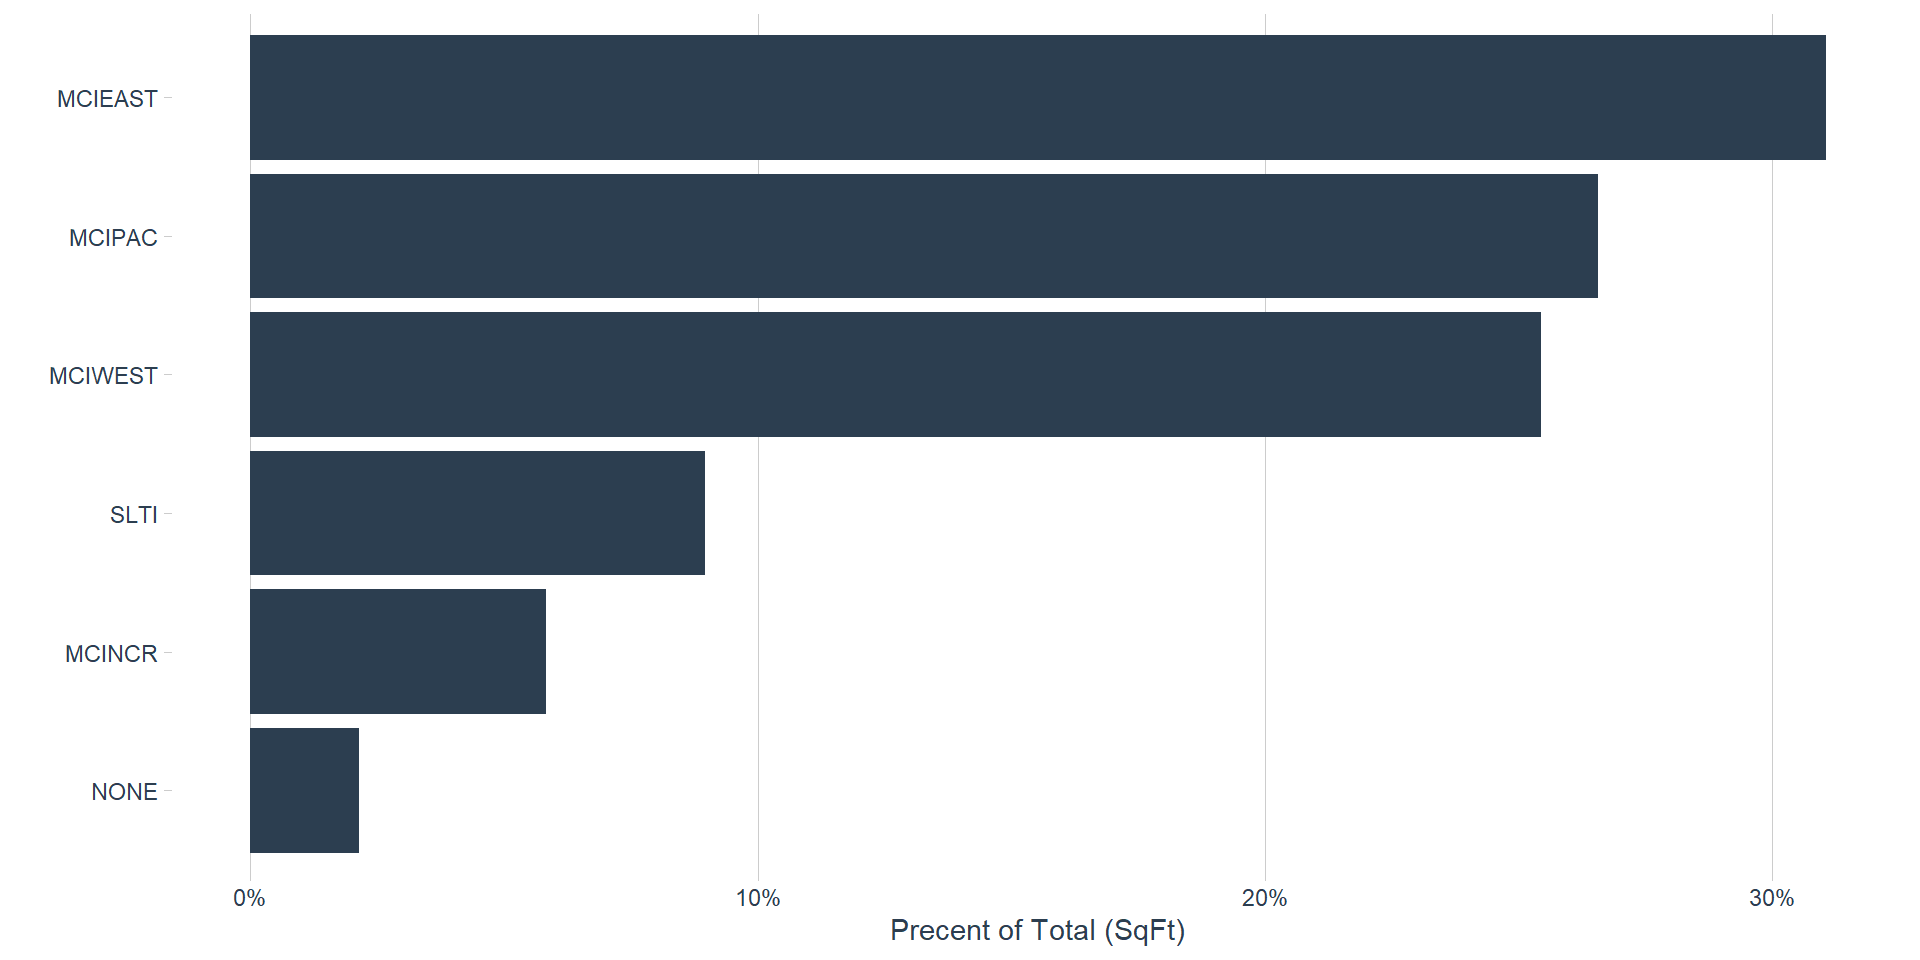 MCIEAST
MCIPAC
MCIWEST
SLTI
MCINCR
NONE
0% 10% 20% 30%
Precent of Total (SqFt)